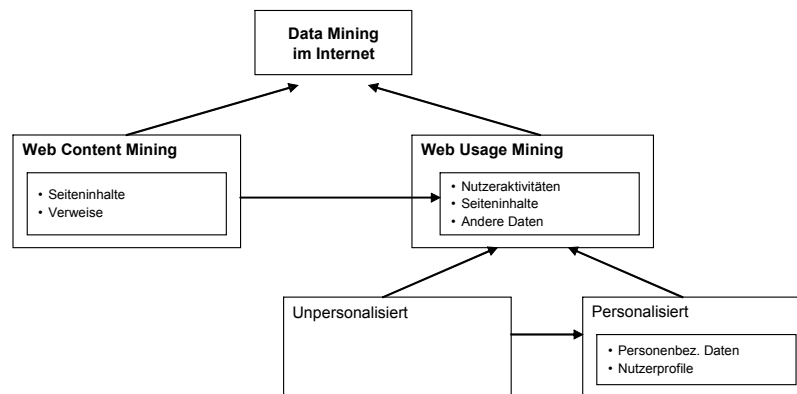 Data Mining
im Internet
Web Content Mining
• Seiteninhalte
• Verweise
Web Usage Mining
• Nutzeraktivitäten
• Seiteninhalte
• Andere Daten
Unpersonalisiert
Personalisiert
• Personenbez. Daten
• Nutzerprofile